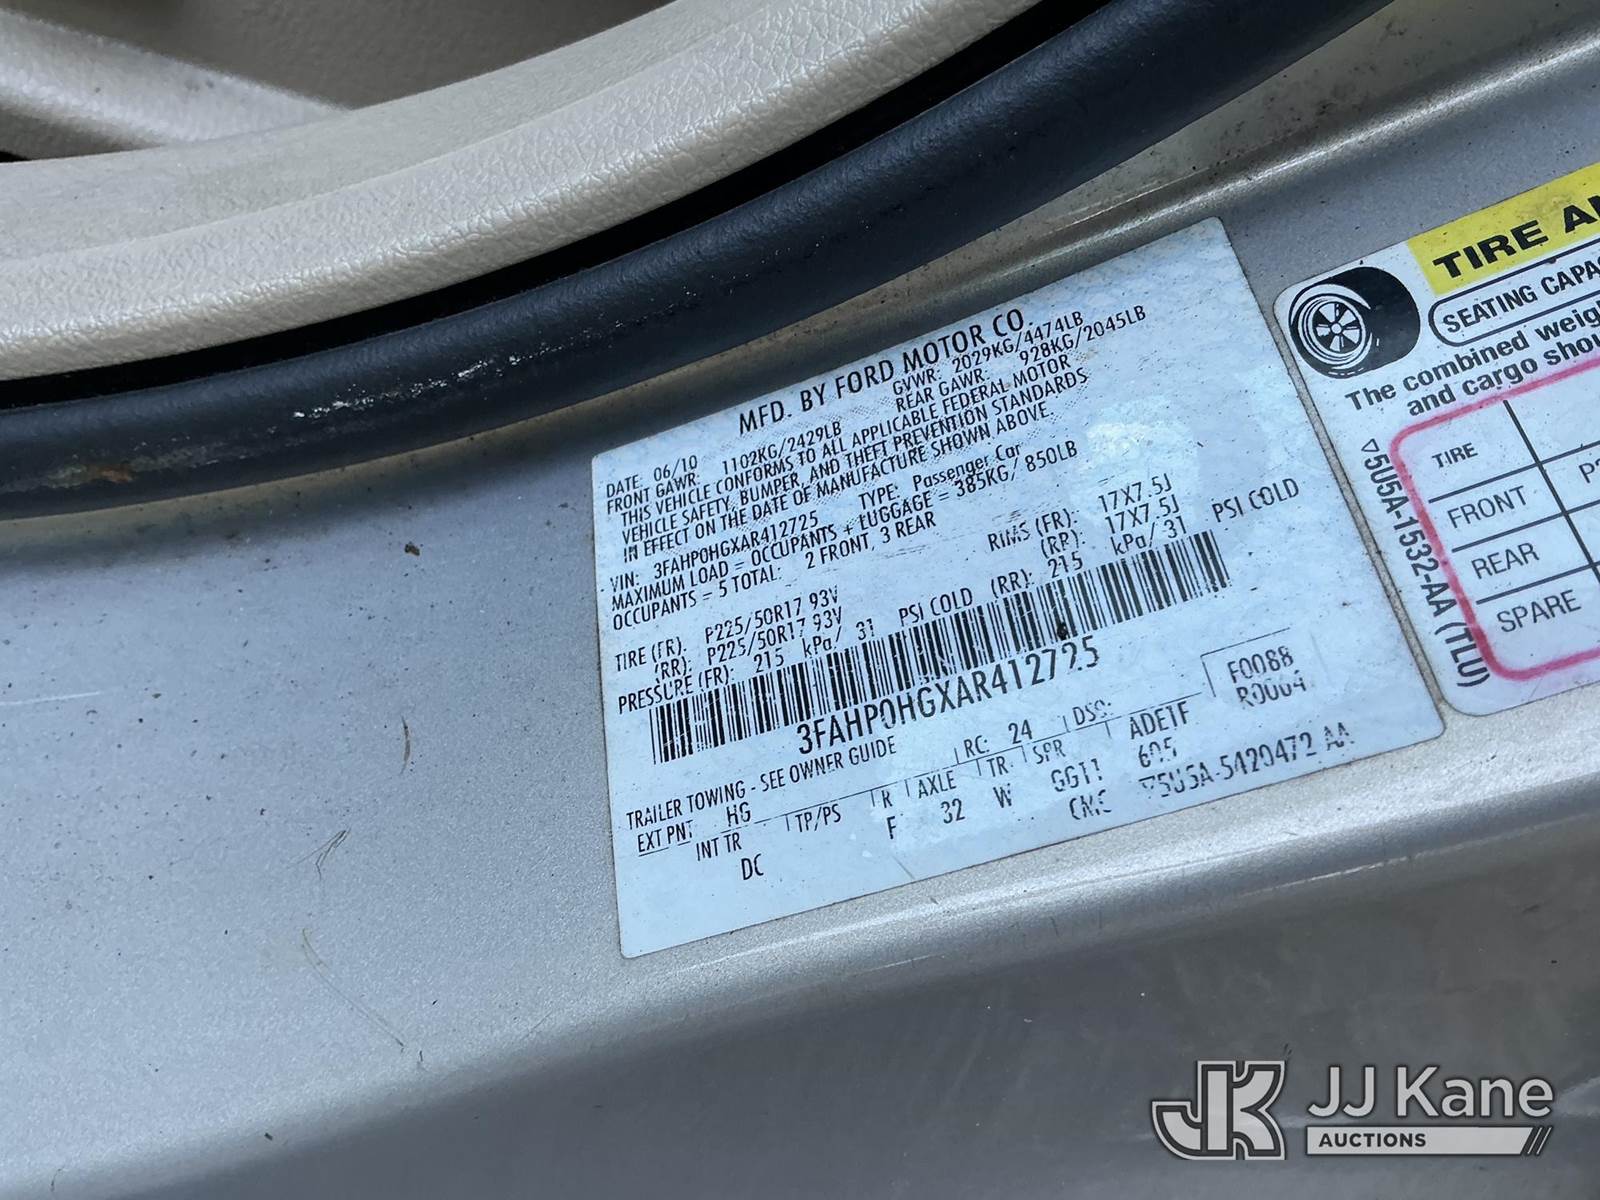 MFD. BY FORD MOTOR CO.
DATE: 06/10 GVWR: 2029KG/4474LB
FRONT GAWR: 1102KG/2429LB REAR GAWR: 928KG/2045LB
THIS VEHICLE CONFORMS TO ALL APPLICABLE FEDERAL MOTOR
VEHICLE SAFETY, BUMPER, AND THEFT PREVENTION STANDARDS
IN EFFECT ON THE DATE OF MANUFACTURE SHOWN ABOVE.
VIN: 3FAHP0HGXAR412725 TYPE: Passenger Car
MAXIMUM LOAD = OCCUPANTS + LUGGAGE = 385KG/ 850LB
OCCUPANTS = 5 TOTAL: 2 FRONT, 3 REAR
TIRE (FR): P225/50R17 93V RIMS (FR): 17X7.5J
(RR): P225/50R17 93V (RR): 17X7.5J
PRESSURE (FR): 215 kPa/ 31 PSI COLD (RR): 215 kPa/ 31 PSI COLD
3FAHP0HGXAR412725
F0088
TRAILER TOWING - SEE OWNER GUIDE RC: 24 DSO:
EXT PNT HG
INT TR TP/PS R AXLE TR SPR ADETF
DC F 32 W GG11
CMC 5U5A-5420472-AA
TIRE
SEATING
The combined
and cargo
5U5A-1532-AA (TLU)
TIRE
FRONT
REAR
SPARE
JK JJ Kane
AUCTIONS